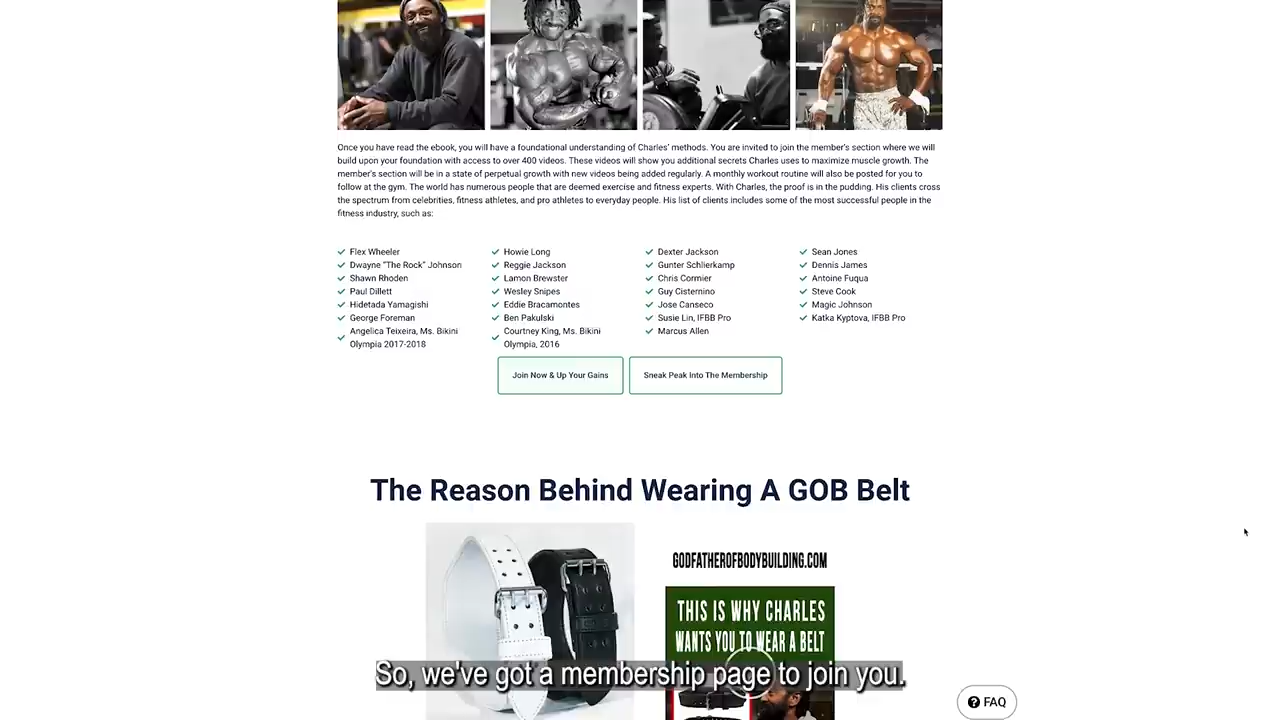 Once you have read the ebook, you will have a foundational understanding of Charles' methods. You are invited to join the member's section where we will
build upon your foundation with access to over 400 videos. These videos will show you additional secrets Charles uses to maximize muscle growth. The
member's section will be in a state of perpetual growth with new videos being added regularly. A monthly workout routine will also be posted for you to
follow at the gym. The world has numerous people that are deemed exercise and fitness experts. With Charles, the proof is in the pudding. His clients cross
the spectrum from celebrities, fitness athletes, and pro athletes to everyday people. His list of clients includes some of the most successful people in the
fitness industry, such as:
Flex Wheeler
Dwayne "The Rock" Johnson
Shawn Rhoden
Paul Dillett
Hidetada Yamagishi
George Foreman
Angelica Teixeira, Ms. Bikini
Olympia 2017-2018
Howie Long
Reggie Jackson
Lamon Brewster
Wesley Snipes
Eddie Bracamontes
Ben Pakulski
Courtney King, Ms. Bikini
Olympia, 2016
Dexter Jackson
Gunter Schlierkamp
Chris Cormier
Guy Cisternino
Jose Canseco
Susie Lin, IFBB Pro
Marcus Allen
Sean Jones
Dennis James
Antoine Fuqua
Steve Cook
Magic Johnson
Katka Kyptova, IFBB Pro
Join Now & Up Your Gains
Sneak Peak Into The Membership
The Reason Behind Wearing A GOB Belt
GODFATHEROFBODYBUILDING.COM
THIS IS WHY CHARLES
WANTS YOU TO WEAR A BELT
So, we've got a membership page to join you.
FAQ